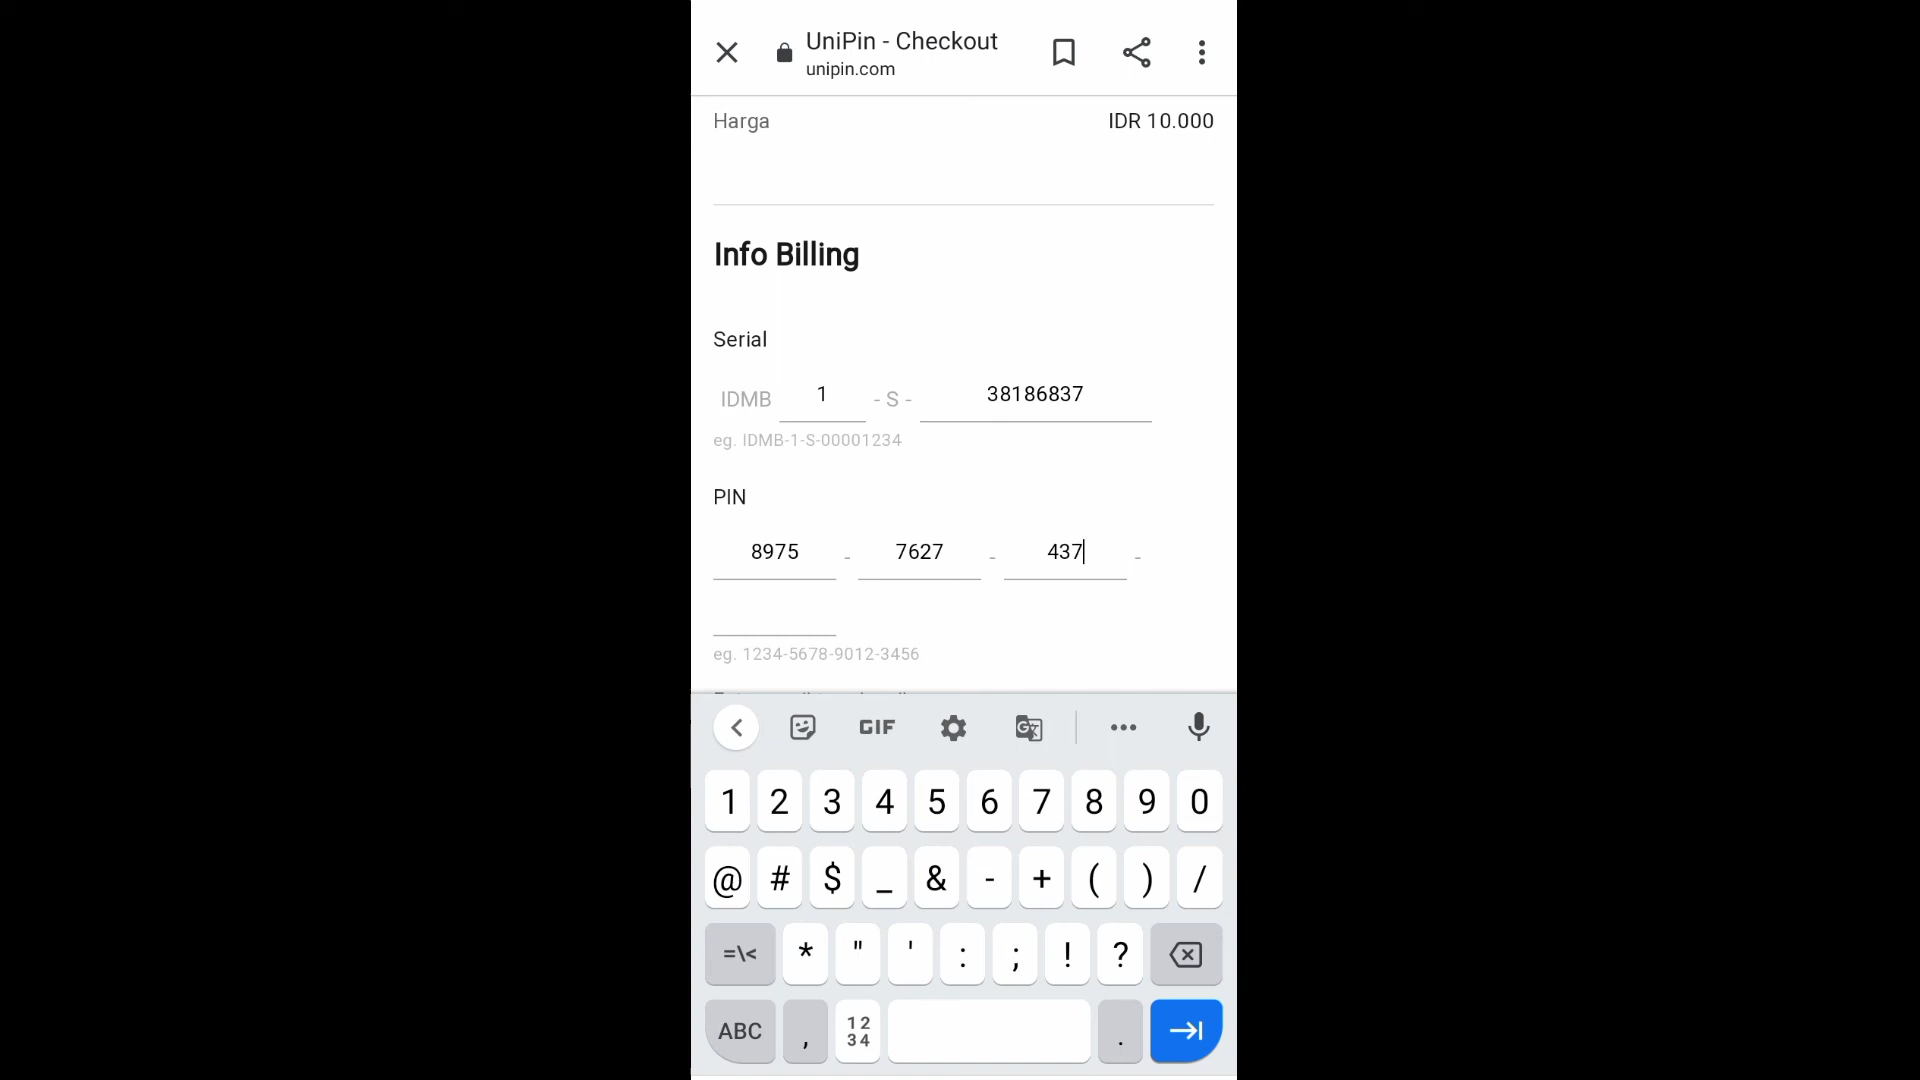 UniPin - Checkout
unipin.com
Harga IDR 10.000
Info Billing
Serial
IDMB 1 - S - 38186837
eg. IDMB-1-S-00001234
PIN
8975 - 7627 - 437 -
eg. 1234-5678-9012-3456
GIF
1 2 3 4 5 6 7 8 9 0
@ # $ _ & - + ( ) /
=\< * " ' : ; ! ?
ABC , 12 34 .